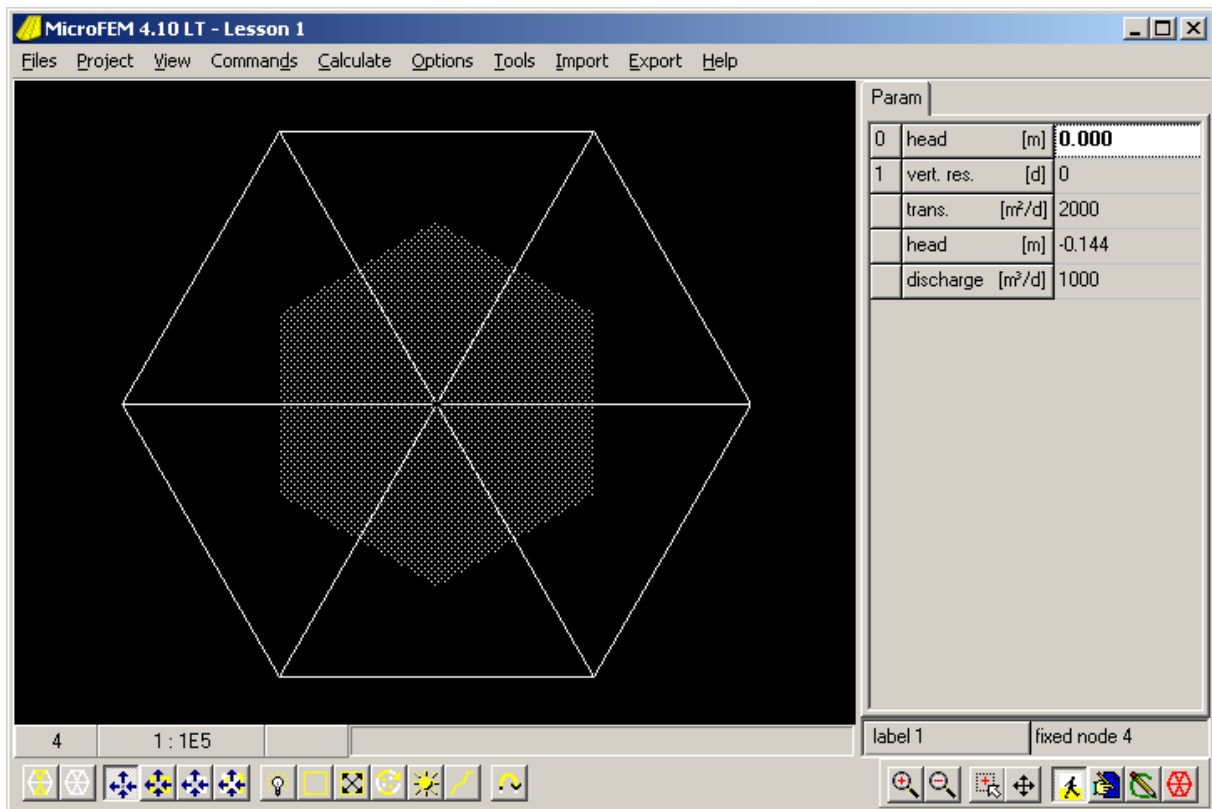 MicroFEM 4.10 LT - Lesson 1
Files Project View Commands Calculate Options Tools Import Export Help
Param
0 head [m] 0.000
1 vert. res. [d] 0
trans. [m²/d] 2000
head [m] -0.144
discharge [m³/d] 1000
4 1 : 1E5
label 1 fixed node 4